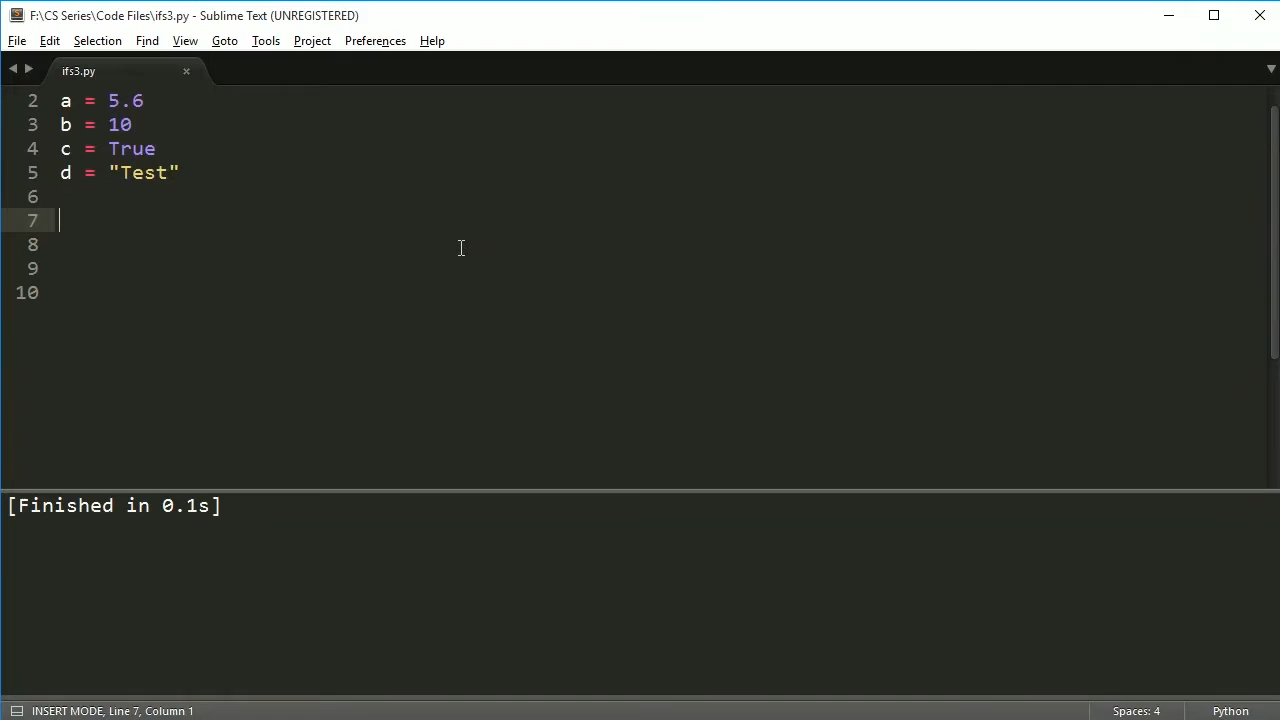 F:\CS Series\Code Files\ifs3.py - Sublime Text (UNREGISTERED)
File Edit Selection Find View Goto Tools Project Preferences Help
ifs3.py ×
2 a = 5.6
3 b = 10
4 c = True
5 d = "Test"
6
7
8
9
10
[Finished in 0.1s]
INSERT MODE, Line 7, Column 1 Spaces: 4 Python